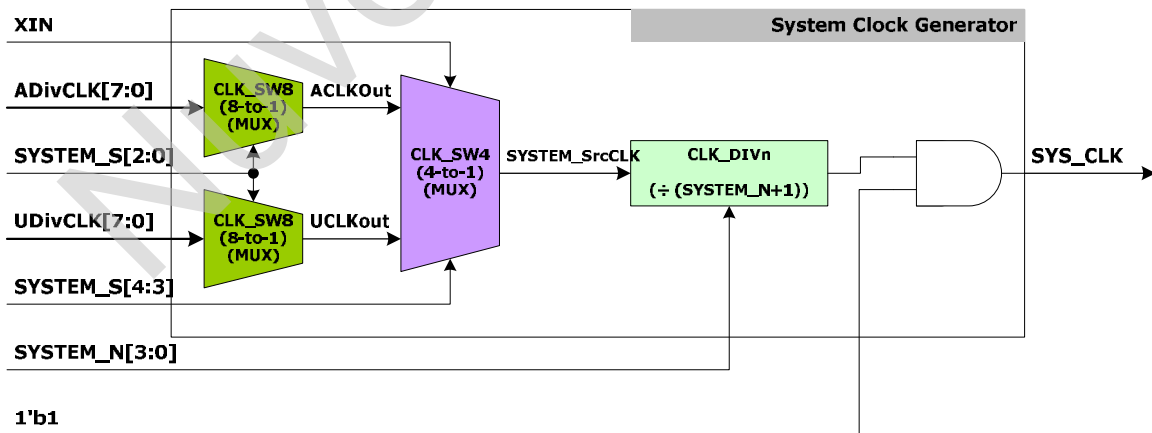 XIN
System Clock Generator
ADivCLK[7:0]
CLK_SW8
(8-to-1)
(MUX)
ACLKOut
SYSTEM_S[2:0]
CLK_SW4
(4-to-1)
(MUX)
SYSTEM_SrcCLK
CLK_DIVn
(÷ (SYSTEM_N+1))
SYS_CLK
UDivCLK[7:0]
CLK_SW8
(8-to-1)
(MUX)
UCLKout
SYSTEM_S[4:3]
SYSTEM_N[3:0]
1'b1